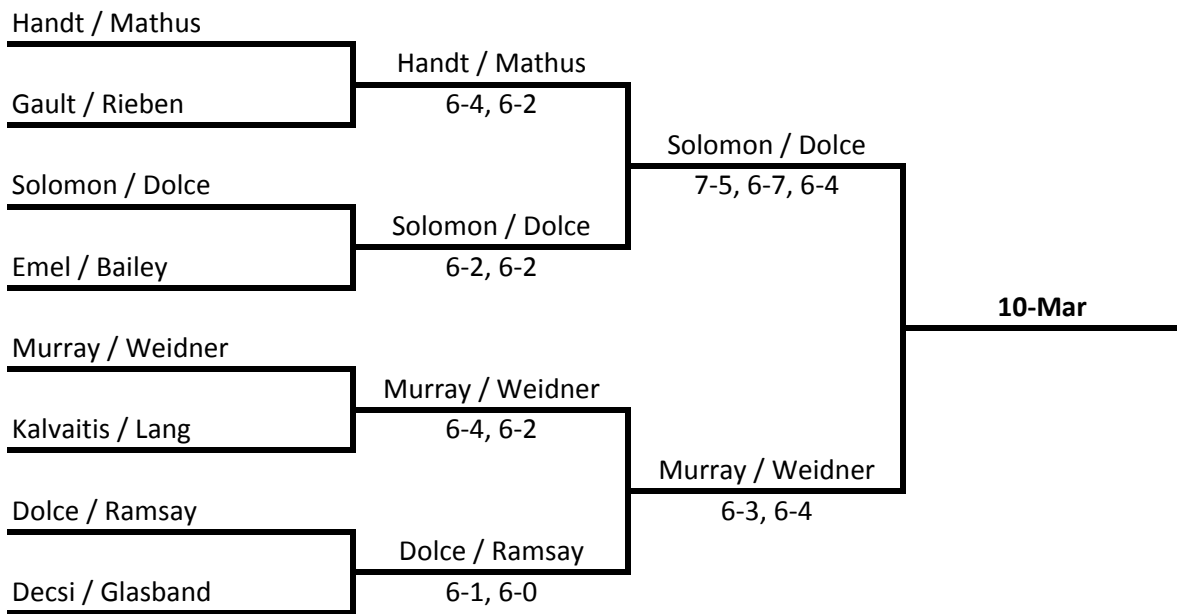 Handt / Mathus
Gault / Rieben
Solomon / Dolce
Emel / Bailey
Murray / Weidner
Kalvaitis / Lang
Dolce / Ramsay
Decsi / Glasband
Handt / Mathus
6-4, 6-2
Solomon / Dolce
6-2, 6-2
Murray / Weidner
6-4, 6-2
Dolce / Ramsay
6-1, 6-0
Solomon / Dolce
7-5, 6-7, 6-4
Murray / Weidner
6-3, 6-4
10-Mar